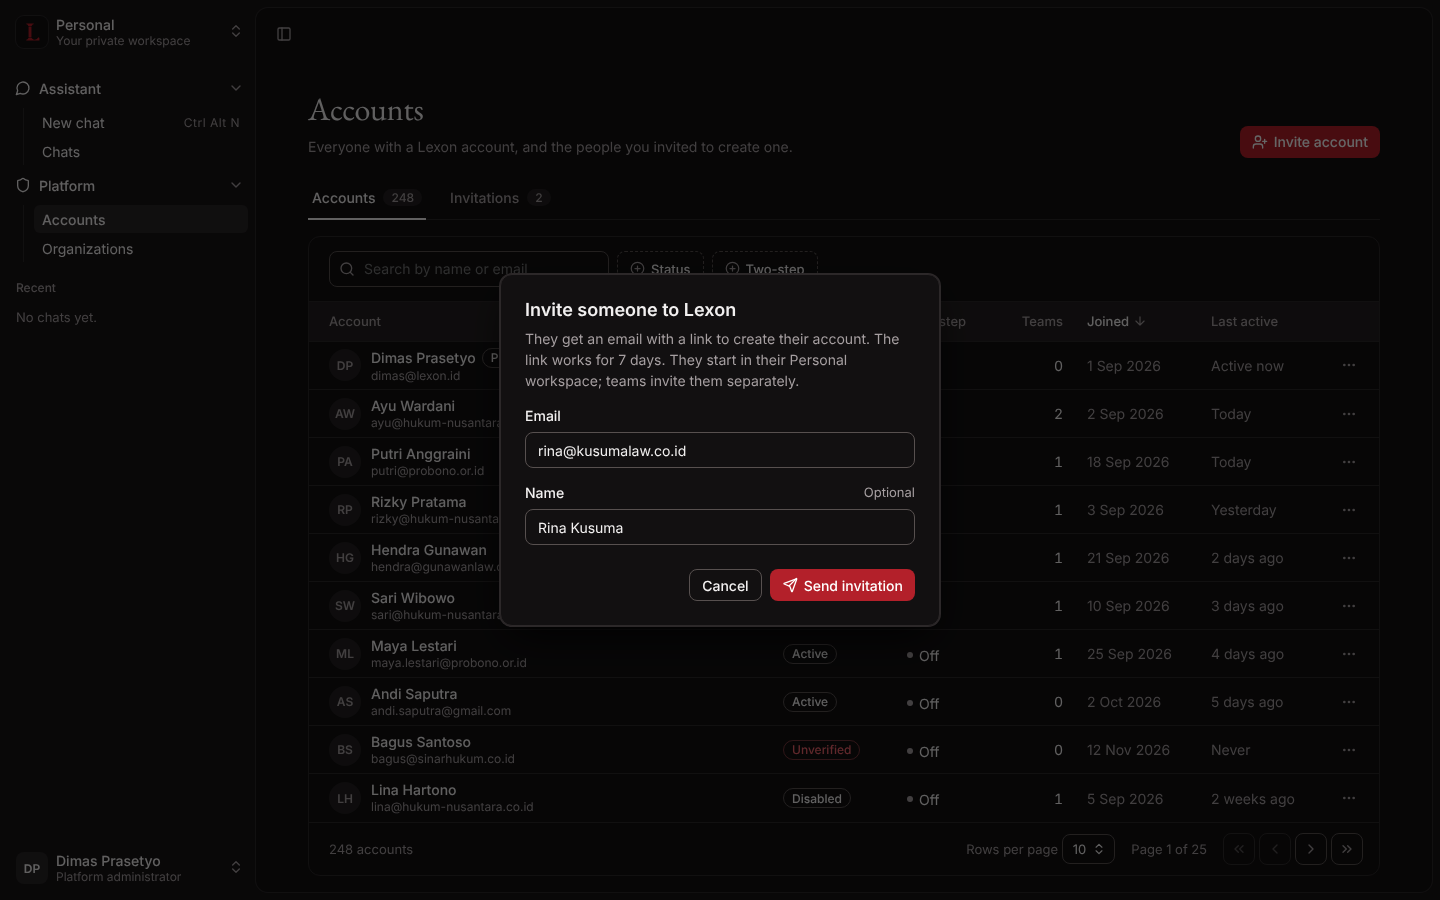 L
Personal
Your private workspace
Assistant
New chat Ctrl Alt N
Chats
Platform
Accounts
Organizations
Recent
No chats yet.
DP
Dimas Prasetyo
Platform administrator
Accounts
Everyone with a Lexon account, and the people you invited to create one.
Invite account
Accounts 248 Invitations 2
Search by name or email Status Two-step
Account step Teams Joined Last active
DP Dimas Prasetyo P 0 1 Sep 2026 Active now
dimas@lexon.id
AW Ayu Wardani 2 2 Sep 2026 Today
ayu@hukum-nusantara
PA Putri Anggraini 1 18 Sep 2026 Today
putri@probono.or.id
RP Rizky Pratama 1 3 Sep 2026 Yesterday
rizky@hukum-nusanta
HG Hendra Gunawan 1 21 Sep 2026 2 days ago
hendra@gunawanlaw.c
SW Sari Wibowo 1 10 Sep 2026 3 days ago
sari@hukum-nusantara
ML Maya Lestari Active Off 1 25 Sep 2026 4 days ago
maya.lestari@probono.or.id
AS Andi Saputra Active Off 0 2 Oct 2026 5 days ago
andi.saputra@gmail.com
BS Bagus Santoso Unverified Off 0 12 Nov 2026 Never
bagus@sinarhukum.co.id
LH Lina Hartono Disabled Off 1 5 Sep 2026 2 weeks ago
lina@hukum-nusantara.co.id
248 accounts Rows per page 10 Page 1 of 25
Invite someone to Lexon
They get an email with a link to create their account. The
link works for 7 days. They start in their Personal
workspace; teams invite them separately.
Email
rina@kusumalaw.co.id
Name Optional
Rina Kusuma
Cancel Send invitation